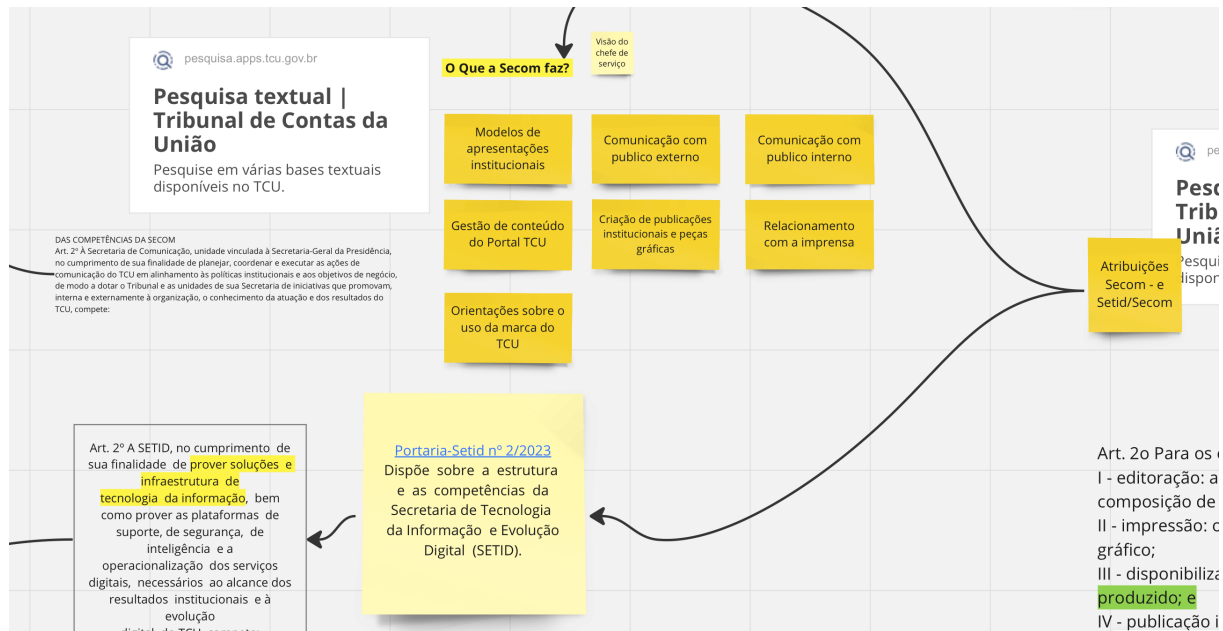 pesquisa.apps.tcu.gov.br
Pesquisa textual |
Tribunal de Contas da
União
Pesquise em várias bases textuais
disponíveis no TCU.
O Que a Secom faz?
Visão do
chefe de
serviço
Modelos de
apresentações
institucionais
Comunicação com
publico externo
Comunicação com
publico interno
Gestão de conteúdo
do Portal TCU
Criação de publicações
institucionais e peças
gráficas
Relacionamento
com a imprensa
Orientações sobre o
uso da marca do
TCU
DAS COMPETÊNCIAS DA SECOM
Art. 2º À Secretaria de Comunicação, unidade vinculada à Secretaria-Geral da Presidência,
no cumprimento de sua finalidade de planejar, coordenar e executar as ações de
comunicação do TCU em alinhamento às políticas institucionais e aos objetivos de negócio,
de modo a dotar o Tribunal e as unidades de sua Secretaria de iniciativas que promovam,
interna e externamente à organização, o conhecimento da atuação e dos resultados do
TCU, compete:
Atribuições
Secom - e
Setid/Secom
pe
Pesq
Trib
Uniã
Pesqui
dispon
Art. 2º A SETID, no cumprimento de
sua finalidade de prover soluções e
infraestrutura de
tecnologia da informação, bem
como prover as plataformas de
suporte, de segurança, de
inteligência e a
operacionalização dos serviços
digitais, necessários ao alcance dos
resultados institucionais e à
evolução
digital do TCU, compete:
Portaria-Setid nº 2/2023
Dispõe sobre a estrutura
e as competências da
Secretaria de Tecnologia
da Informação e Evolução
Digital (SETID).
Art. 2o Para os
I - editoração: a
composição de
II - impressão:
gráfico;
III - disponibiliza
produzido; e
IV - publicação i